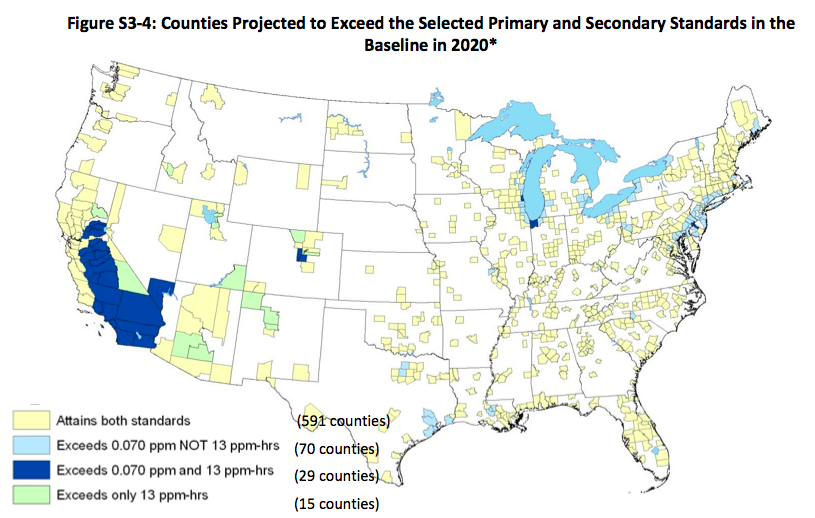 Figure S3-4: Counties Projected to Exceed the Selected Primary and Secondary Standards in the
Baseline in 2020*
Attains both standards (591 counties)
Exceeds 0.070 ppm NOT 13 ppm-hrs (70 counties)
Exceeds 0.070 ppm and 13 ppm-hrs (29 counties)
Exceeds only 13 ppm-hrs (15 counties)